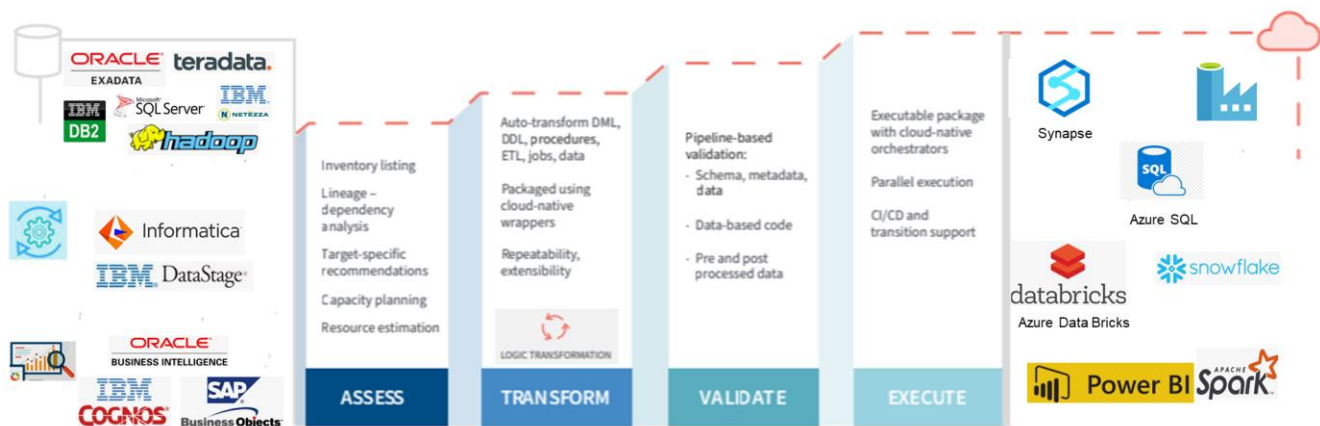 ORACLE
EXADATA
teradata.
IBM
DB2
Microsoft
SQL Server
IBM
NETEZZA
hadoop
Informatica
IBM DataStage
ORACLE
BUSINESS INTELLIGENCE
IBM
COGNOS
SAP
Business Objects
Inventory listing
Lineage –
dependency
analysis
Target-specific
recommendations
Capacity planning
Resource estimation
ASSESS
Auto-transform DML,
DDL, procedures,
ETL, jobs, data
Packaged using
cloud-native
wrappers
Repeatability,
extensibility
LOGIC TRANSFORMATION
TRANSFORM
Pipeline-based
validation:
- Schema, metadata,
data
- Data-based code
- Pre and post
processed data
VALIDATE
Executable package
with cloud-native
orchestrators
Parallel execution
CI/CD and
transition support
EXECUTE
Synapse
SQL
Azure SQL
databricks
Azure Data Bricks
snowflake
Power BI
APACHE
Spark